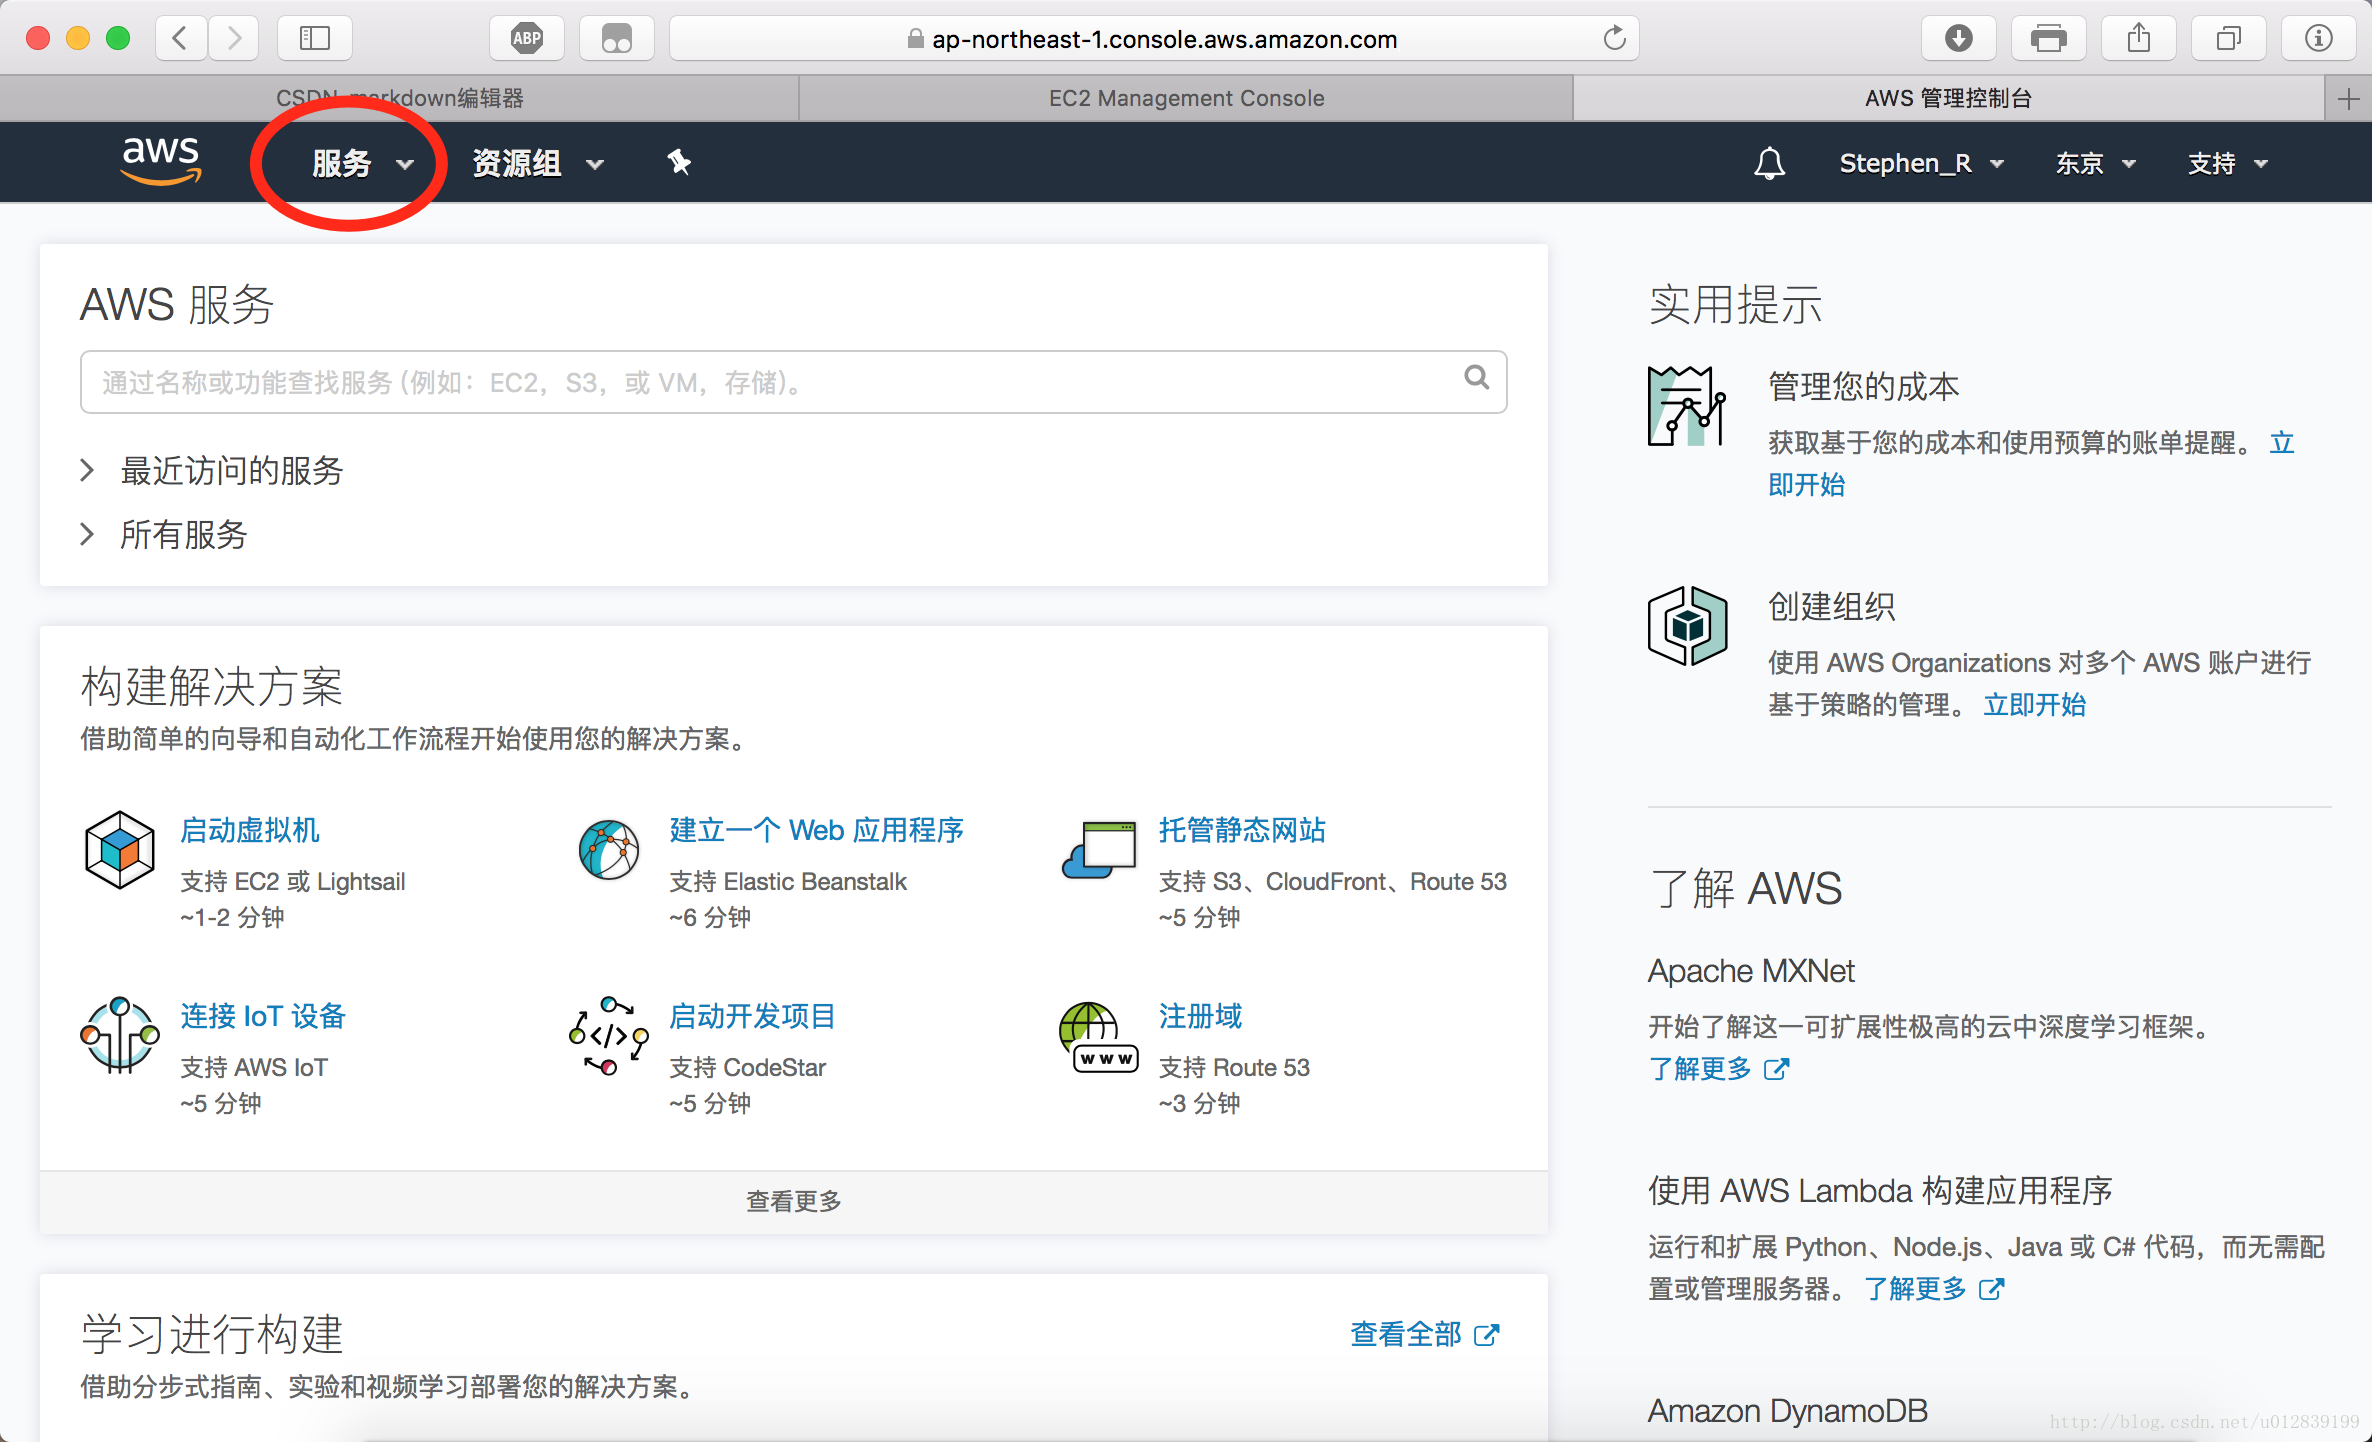 ABP
ap-northeast-1.console.aws.amazon.com
CSDN-markdown编辑器
EC2 Management Console
AWS 管理控制台
aws
服务
资源组
Stephen_R
东京
支持
AWS 服务
通过名称或功能查找服务 (例如：EC2，S3，或 VM，存储)。
最近访问的服务
所有服务
构建解决方案
借助简单的向导和自动化工作流程开始使用您的解决方案。
启动虚拟机
支持 EC2 或 Lightsail
~1-2 分钟
建立一个 Web 应用程序
支持 Elastic Beanstalk
~6 分钟
托管静态网站
支持 S3、CloudFront、Route 53
~5 分钟
连接 IoT 设备
支持 AWS IoT
~5 分钟
</>
启动开发项目
支持 CodeStar
~5 分钟
www
注册域
支持 Route 53
~3 分钟
查看更多
学习进行构建
查看全部
借助分步式指南、实验和视频学习部署您的解决方案。
实用提示
管理您的成本
获取基于您的成本和使用预算的账单提醒。 立
即开始
创建组织
使用 AWS Organizations 对多个 AWS 账户进行
基于策略的管理。 立即开始
了解 AWS
Apache MXNet
开始了解这一可扩展性极高的云中深度学习框架。
了解更多
使用 AWS Lambda 构建应用程序
运行和扩展 Python、Node.js、Java 或 C# 代码，而无需配
置或管理服务器。 了解更多
Amazon DynamoDB
http://blog.csdn.net/u012839199